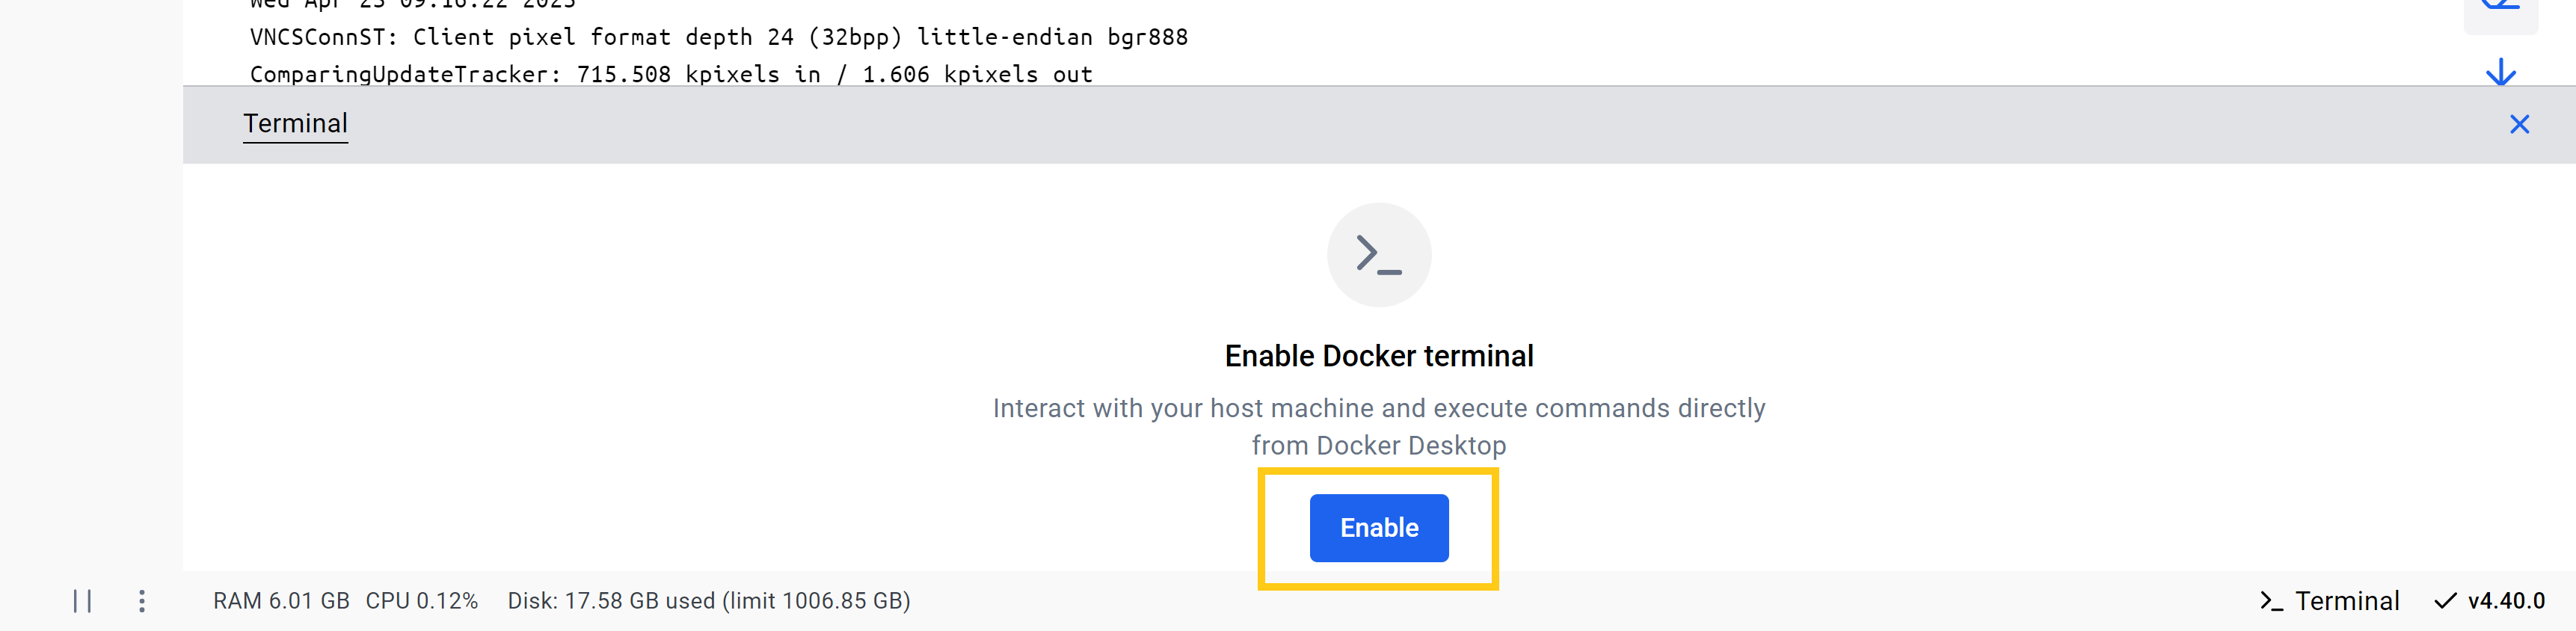 Wed Apr 23 09:16:22 2025
VNCSConnST: Client pixel format depth 24 (32bpp) little-endian bgr888
ComparingUpdateTracker: 715.508 kpixels in / 1.606 kpixels out
Terminal
Enable Docker terminal
Interact with your host machine and execute commands directly
from Docker Desktop
Enable
RAM 6.01 GB CPU 0.12% Disk: 17.58 GB used (limit 1006.85 GB)
Terminal v4.40.0